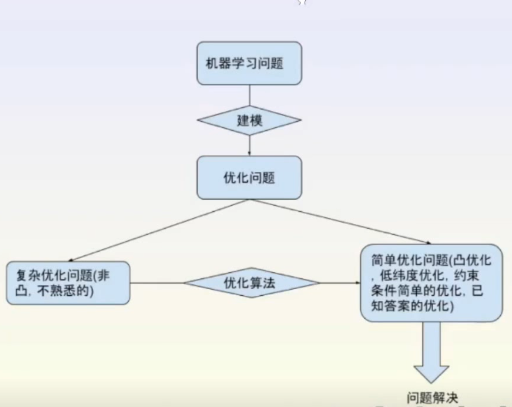 机器学习问题
建模
优化问题
复杂优化问题(非
凸, 不熟悉的)
优化算法
简单优化问题(凸优化
, 低纬度优化, 约束
条件简单的优化, 已
知答案的优化)
问题解决